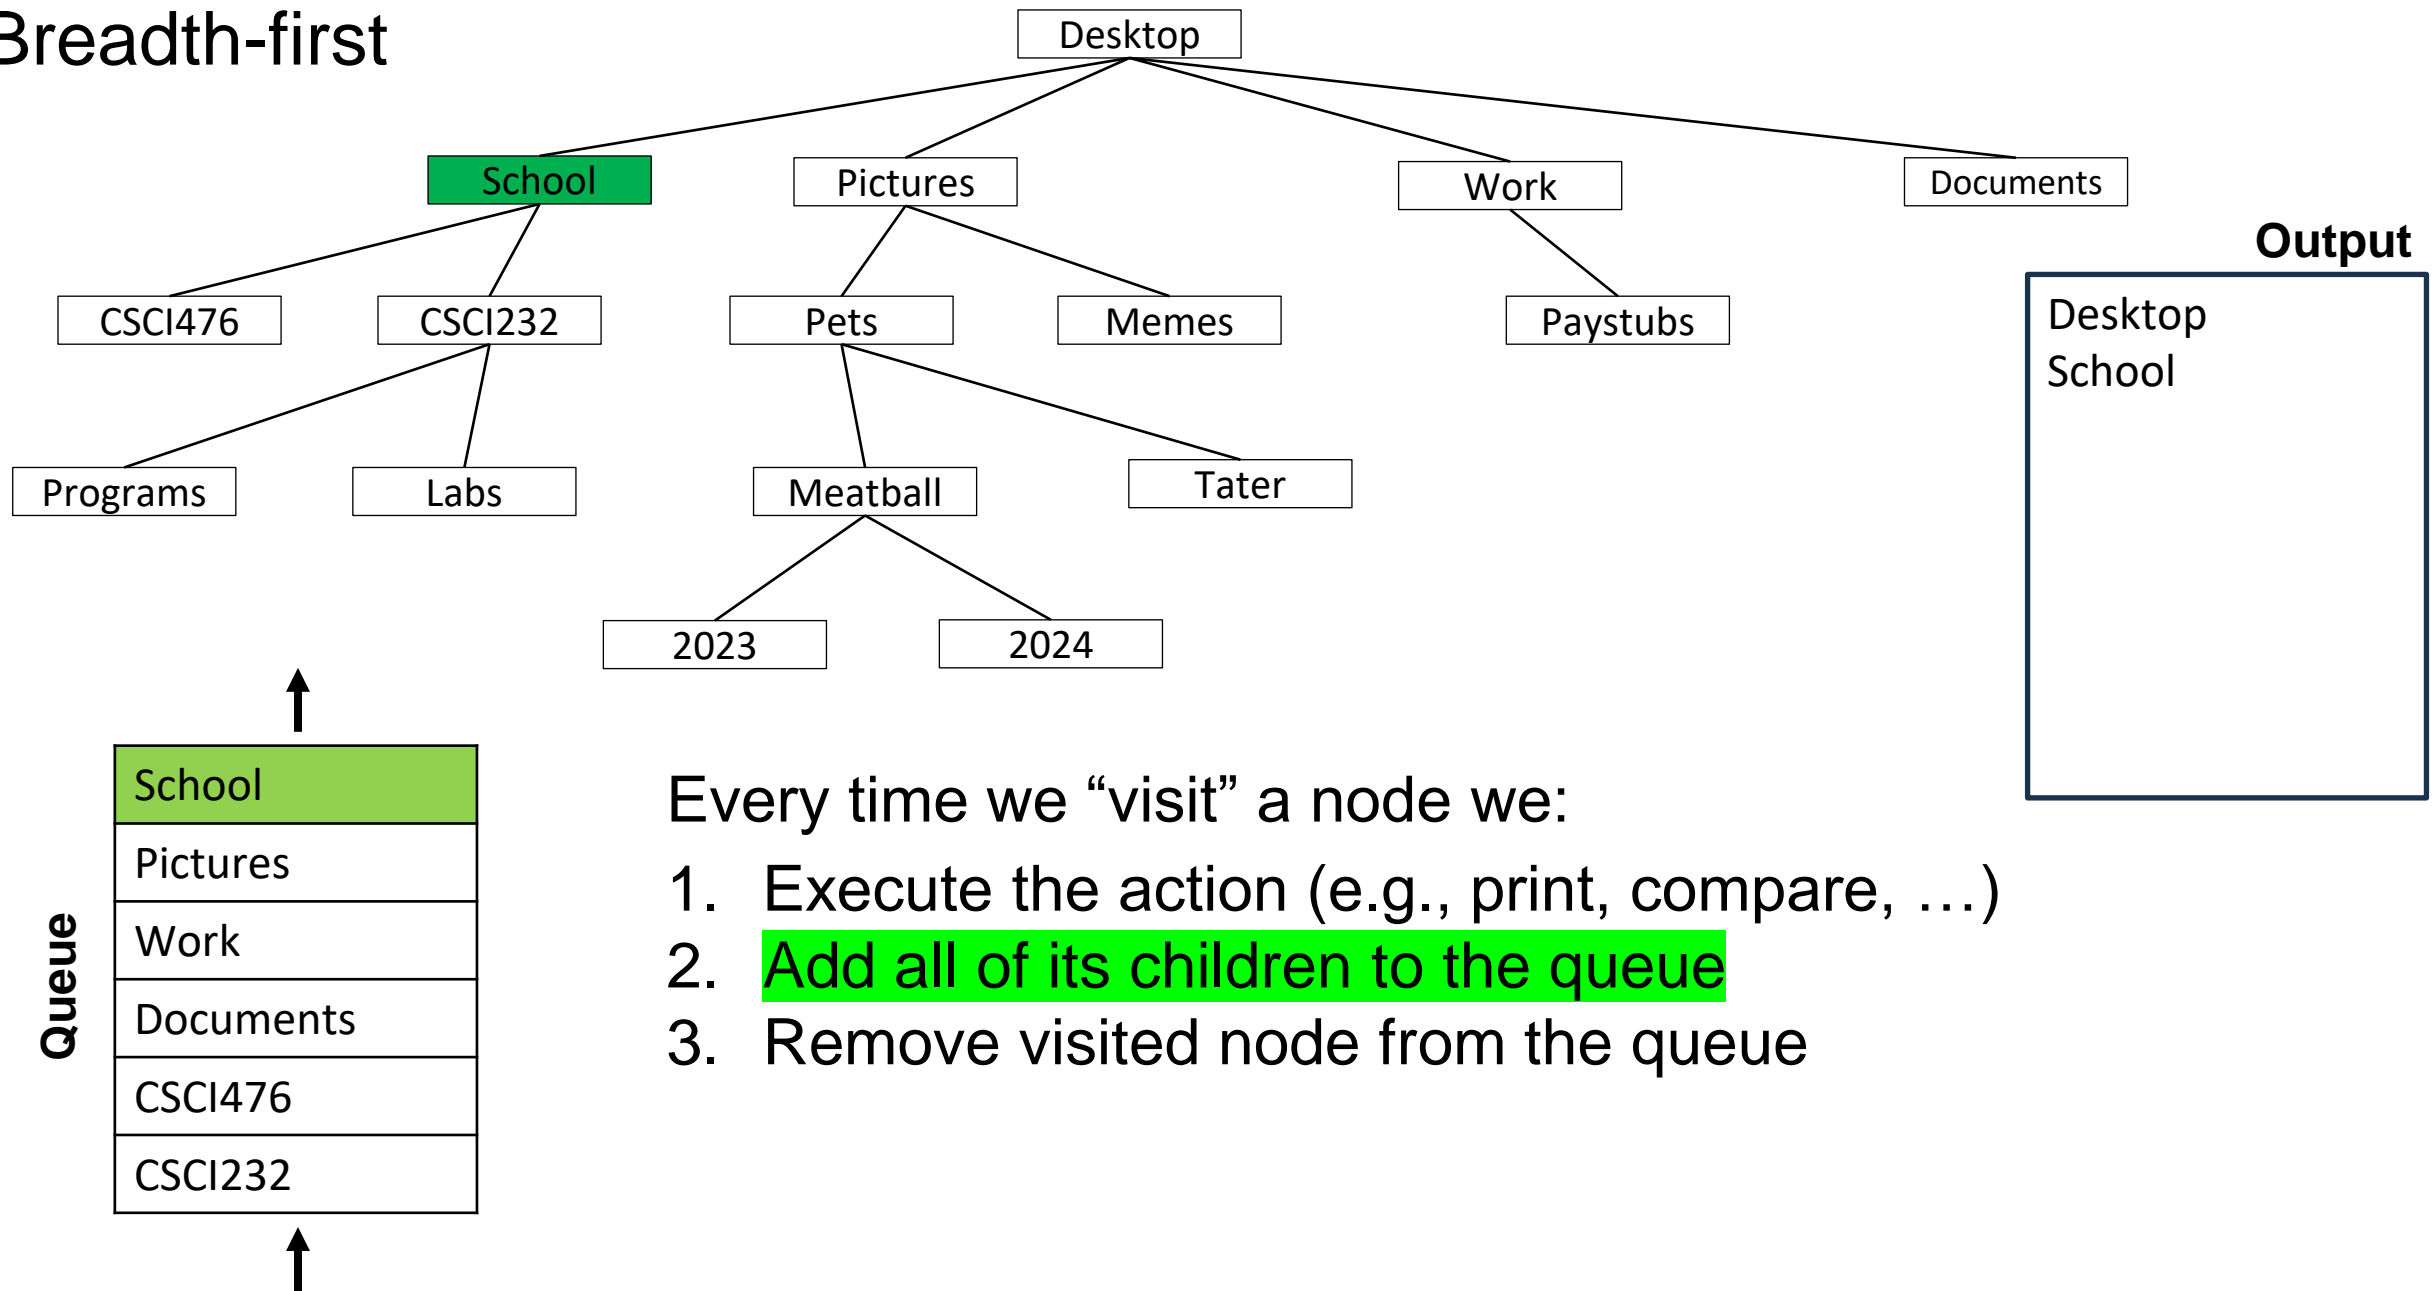 Breadth-first
Desktop
School
Pictures
Work
Documents
CSCI476
CSCI232
Pets
Memes
Paystubs
Programs
Labs
Meatball
Tater
2023
2024
Output
Desktop
School
Queue
School
Pictures
Work
Documents
CSCI476
CSCI232
Every time we “visit” a node we:
1. Execute the action (e.g., print, compare, …)
2. Add all of its children to the queue
3. Remove visited node from the queue